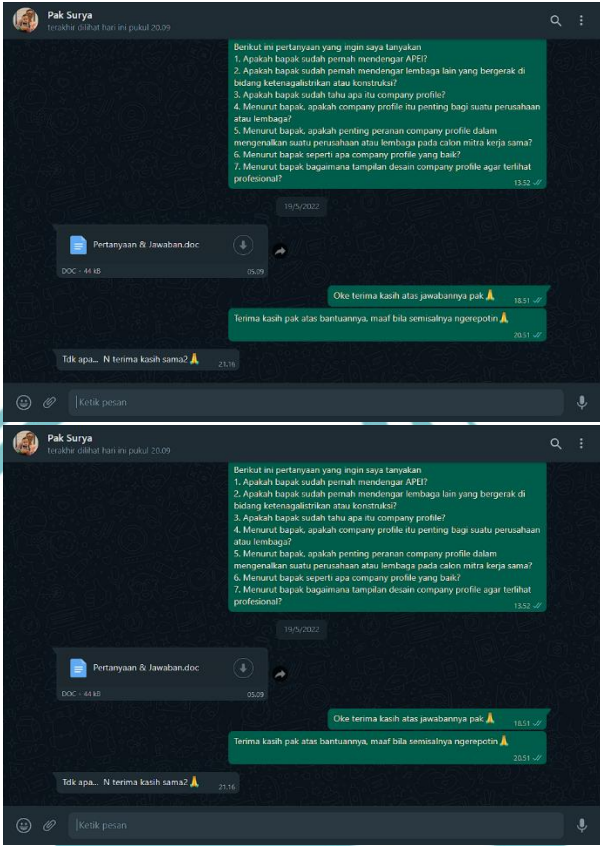 Pak Surya
terakhir dilihat hari ini pukul 20.09
Berikut ini pertanyaan yang ingin saya tanyakan
1. Apakah bapak sudah pernah mendengar APEI?
2. Apakah bapak sudah pernah mendengar lembaga lain yang bergerak di
bidang ketenagalistrikan atau konstruksi?
3. Apakah bapak sudah tahu apa itu company profile?
4. Menurut bapak, apakah company profile itu penting bagi suatu perusahaan
atau lembaga?
5. Menurut bapak, apakah penting peranan company profile dalam
mengenalkan suatu perusahaan atau lembaga pada calon mitra kerja sama?
6. Menurut bapak seperti apa company profile yang baik?
7. Menurut bapak bagaimana tampilan desain company profile agar terlihat
profesional?
13.52
19/5/2022
Pertanyaan & Jawaban.doc
DOC • 44 kB
05.09
Oke terima kasih atas jawabannya pak🙏
18.51
Terima kasih pak atas bantuannya, maaf bila semisalnya ngerepotin🙏
20.51
Tdk apa... N terima kasih sama2🙏
21.16
Ketik pesan
Pak Surya
terakhir dilihat hari ini pukul 20.09
Berikut ini pertanyaan yang ingin saya tanyakan
1. Apakah bapak sudah pernah mendengar APEI?
2. Apakah bapak sudah pernah mendengar lembaga lain yang bergerak di
bidang ketenagalistrikan atau konstruksi?
3. Apakah bapak sudah tahu apa itu company profile?
4. Menurut bapak, apakah company profile itu penting bagi suatu perusahaan
atau lembaga?
5. Menurut bapak, apakah penting peranan company profile dalam
mengenalkan suatu perusahaan atau lembaga pada calon mitra kerja sama?
6. Menurut bapak seperti apa company profile yang baik?
7. Menurut bapak bagaimana tampilan desain company profile agar terlihat
profesional?
13.52
19/5/2022
Pertanyaan & Jawaban.doc
DOC • 44 kB
05.09
Oke terima kasih atas jawabannya pak🙏
18.51
Terima kasih pak atas bantuannya, maaf bila semisalnya ngerepotin🙏
20.51
Tdk apa... N terima kasih sama2🙏
21.16
Ketik pesan